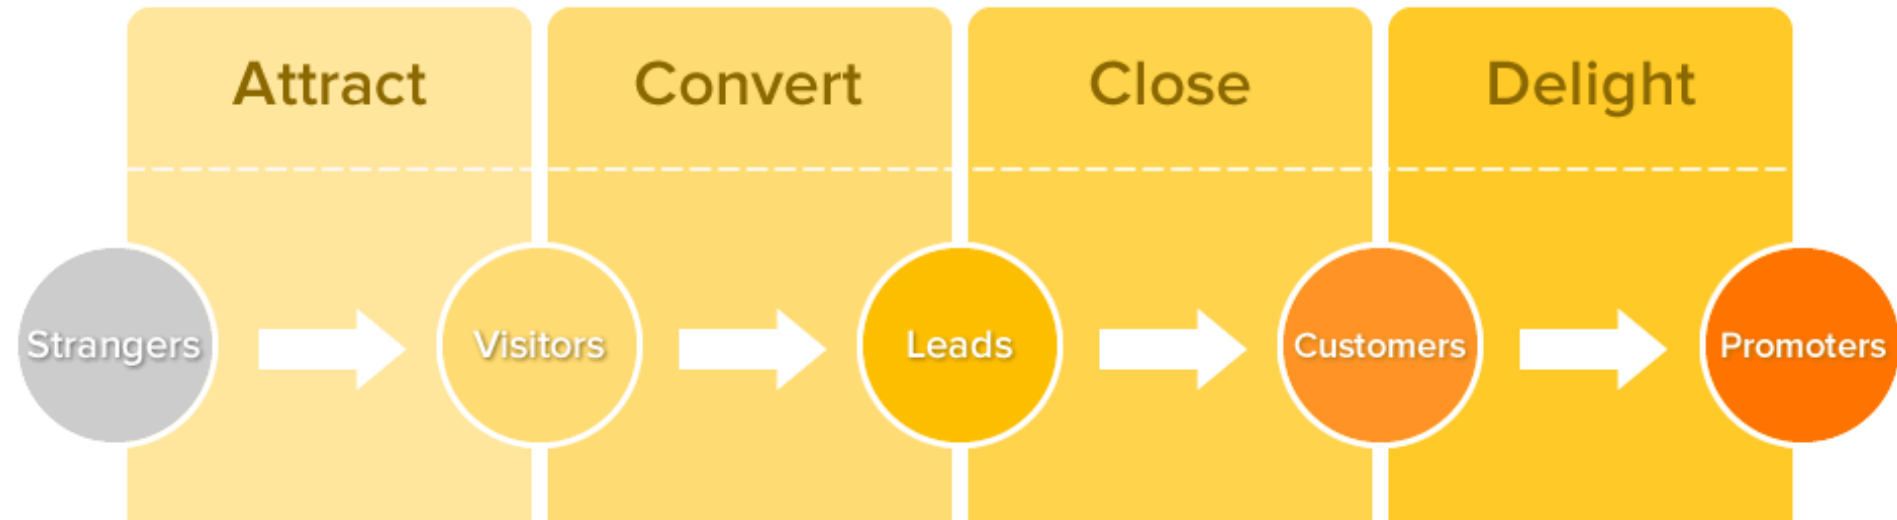 Attract
Convert
Close
Delight
Strangers
Visitors
Leads
Customers
Promoters